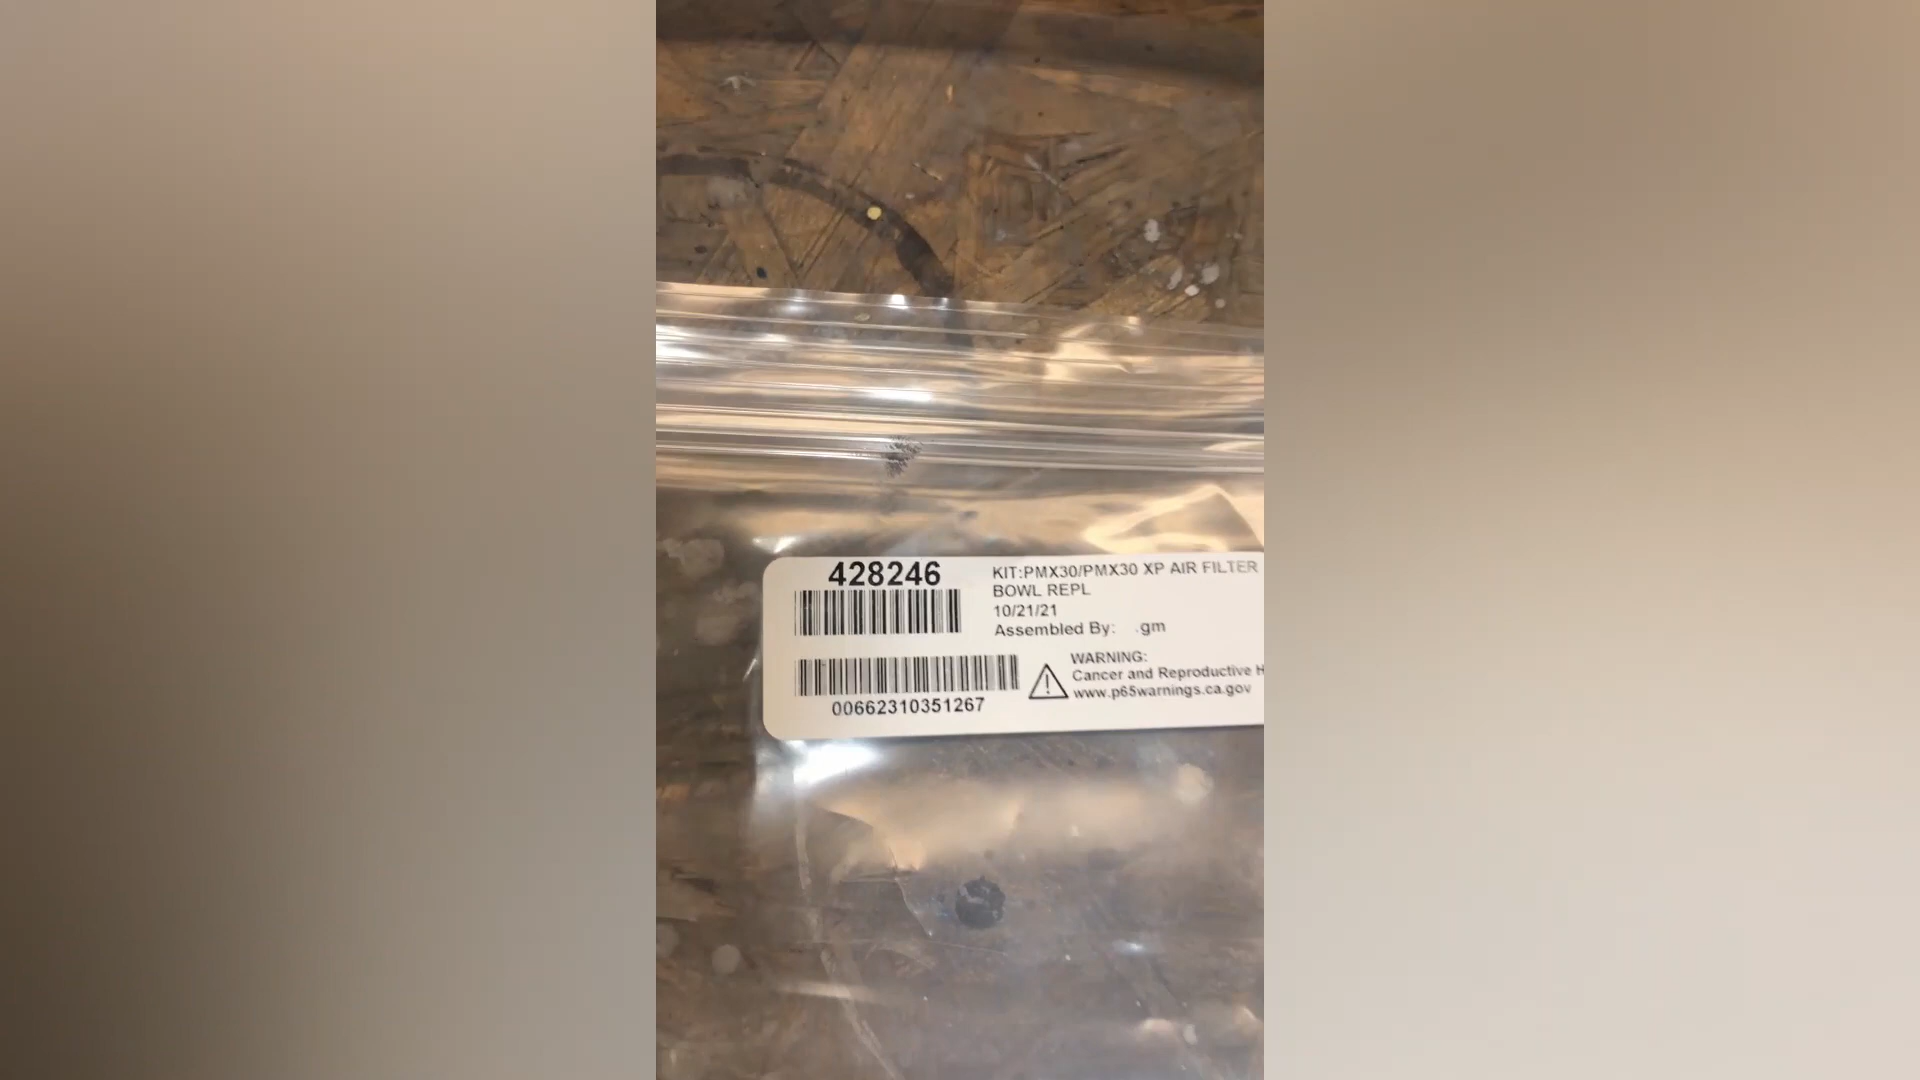 428246
KIT:PMX30/PMX30 XP AIR FILTER
BOWL REPL
10/21/21
Assembled By: .gm
WARNING:
Cancer and Reproductive H
www.p65warnings.ca.gov
00662310351267